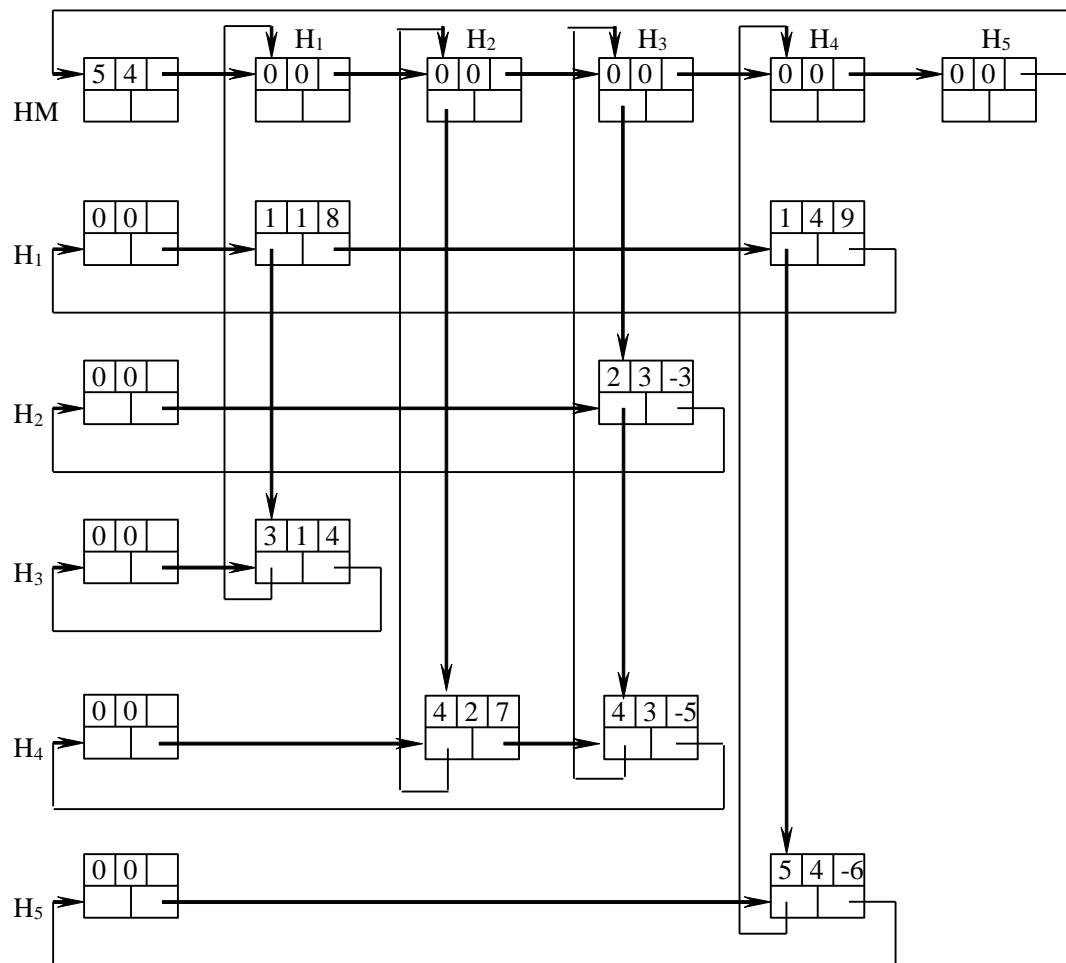 H₁ H₂ H₃ H₄ H₅
5 4 0 0 0 0 0 0 0 0 0 0
HM
0 0 1 1 8 1 4 9
H₁
0 0 2 3 -3
H₂
0 0 3 1 4
H₃
0 0 4 2 7 4 3 -5
H₄
0 0 5 4 -6
H₅